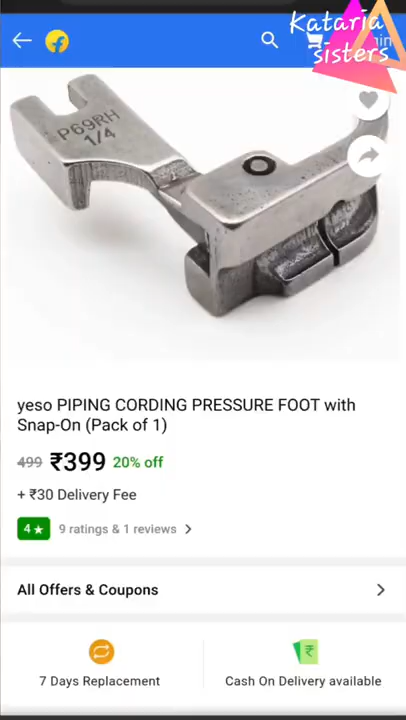 Kataria
sisters
P69RH
1/4
yeso PIPING CORDING PRESSURE FOOT with
Snap-On (Pack of 1)
499 ₹399 20% off
+ ₹30 Delivery Fee
4★ 9 ratings & 1 reviews
All Offers & Coupons
7 Days Replacement
Cash On Delivery available